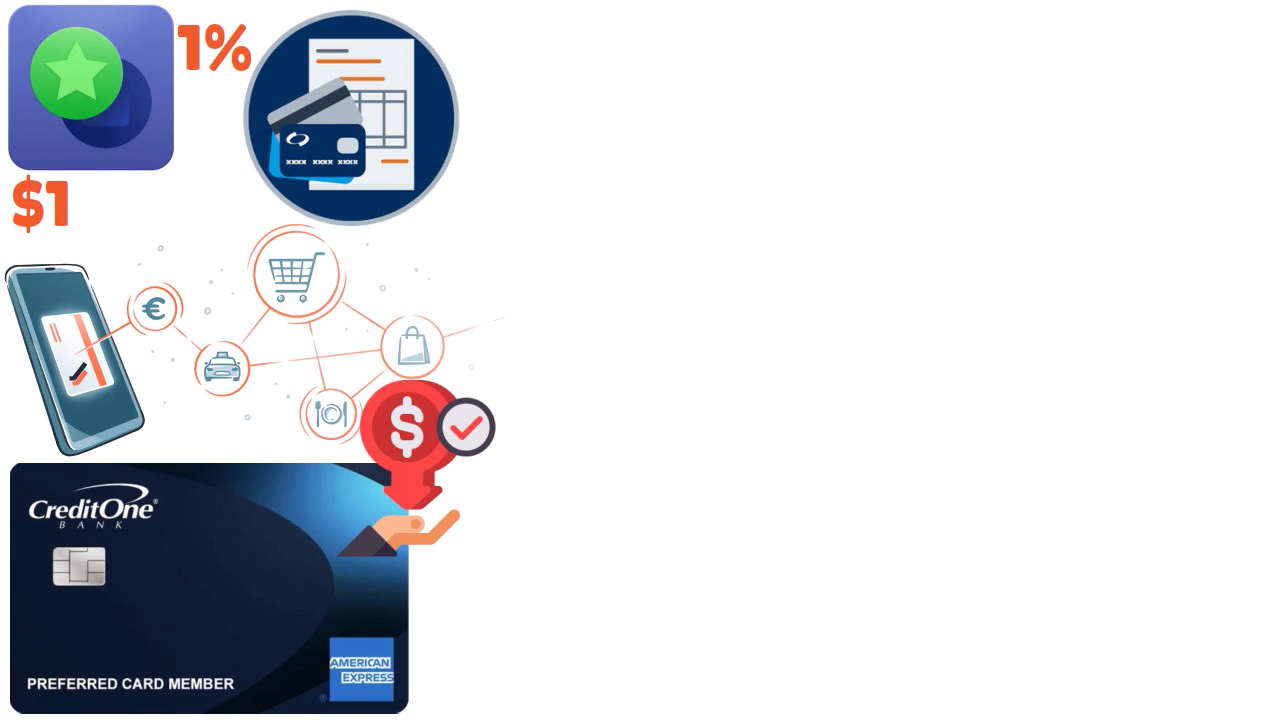 1%
xxxx xxxx xxxx
$1
€
$
CreditOne®
BANK
AMERICAN
EXPRESS
®
PREFERRED CARD MEMBER